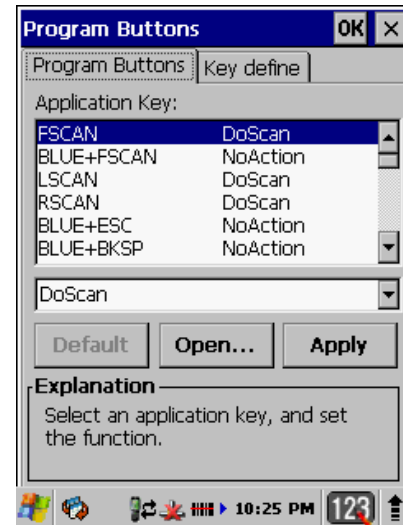 Program Buttons OK ×
Program Buttons Key define
Application Key:
FSCAN DoScan
BLUE+FSCAN NoAction
LSCAN DoScan
RSCAN DoScan
BLUE+ESC NoAction
BLUE+BKSP NoAction
DoScan
Default Open... Apply
Explanation
Select an application key, and set
the function.
10:25 PM 123